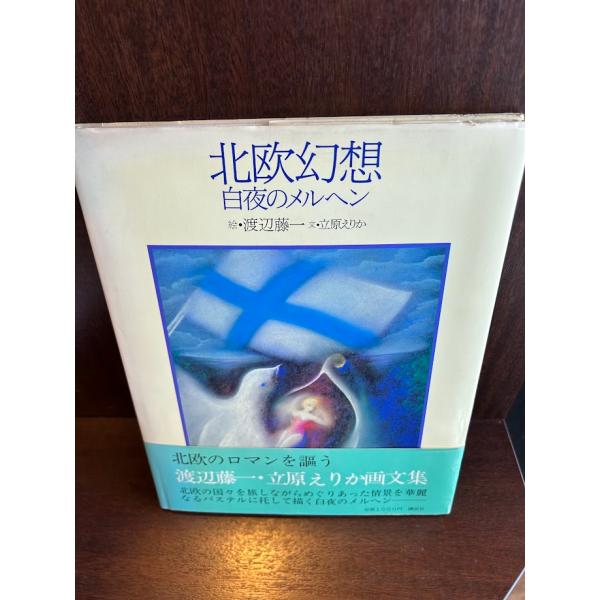 北欧幻想
白夜のメルヘン
絵・渡辺藤一 文・立原えりか
北欧のロマンを謳う
渡辺藤一・立原えりか画文集
北欧の国々を旅しながらめぐりあった情景を華麗
なるパステルに托して描く白夜のメルヘン――
講談社